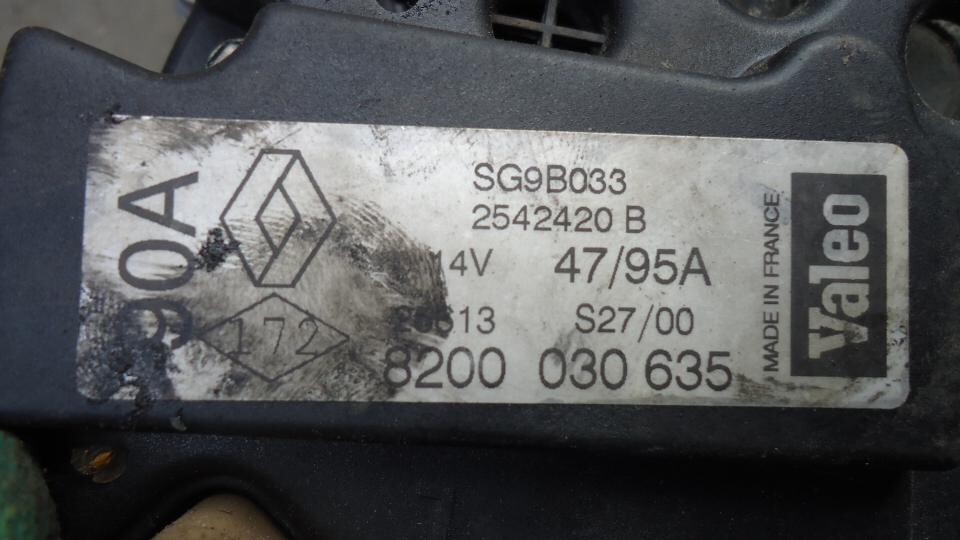 90A
172
SG9B033
2542420 B
14V 47/95A
S27/00
8200 030 635
MADE IN FRANCE
Valeo